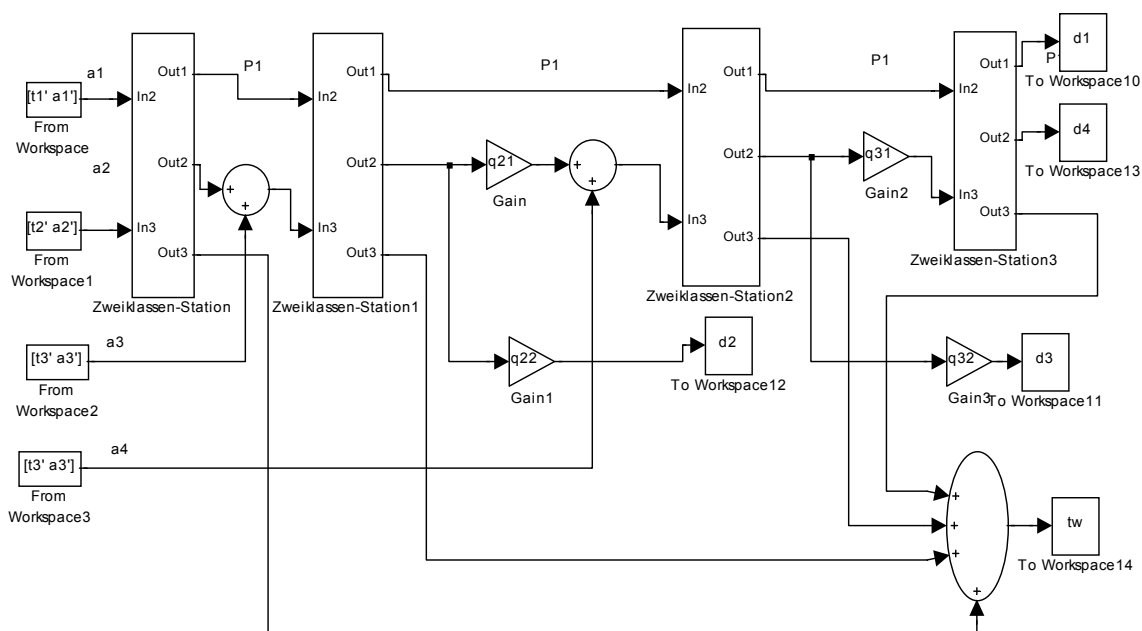 a1
[t1' a1']
From
Workspace
a2
[t2' a2']
From
Workspace1
In2
In3
Out1
Out2
Out3
Zweiklassen-Station
P1
+
+
In2
In3
Out1
Out2
Out3
Zweiklassen-Station1
a3
[t3' a3']
From
Workspace2
a4
[t3' a3']
From
Workspace3
P1
q21
Gain
+
+
q22
Gain1
d2
To Workspace12
In2
In3
Out1
Out2
Out3
Zweiklassen-Station2
P1
q31
Gain2
In2
In3
Out1
Out2
Out3
Zweiklassen-Station3
d1
To Workspace10
d4
To Workspace13
q32
Gain3
d3
To Workspace11
+
+
+
+
tw
To Workspace14